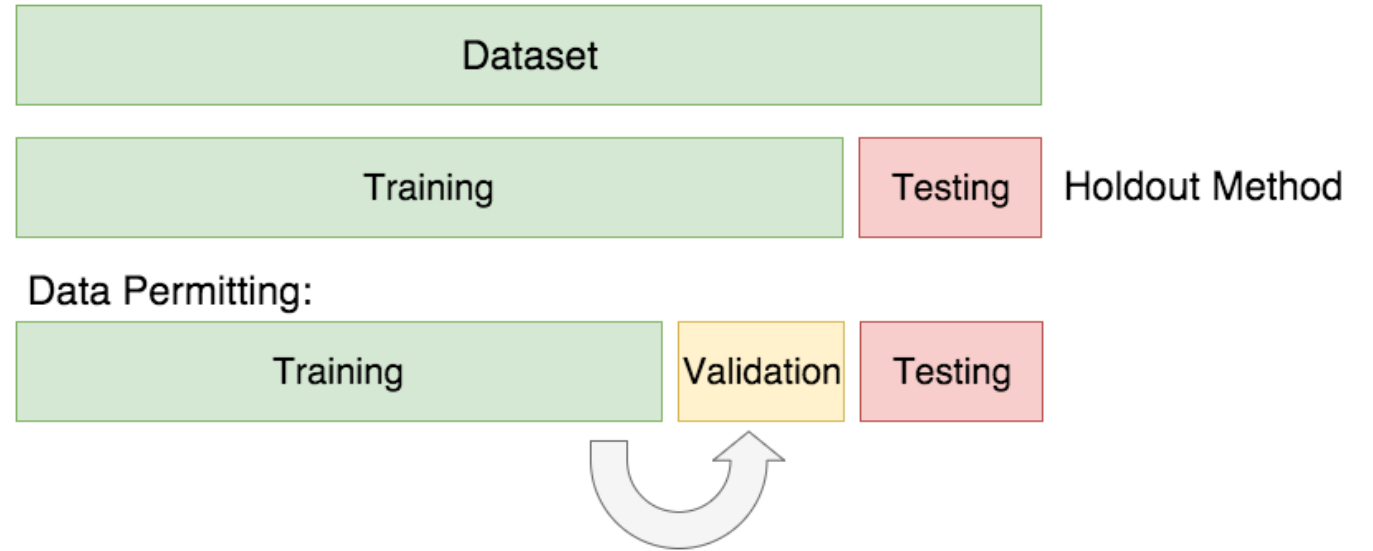 Dataset
Training Testing Holdout Method
Data Permitting:
Training Validation Testing